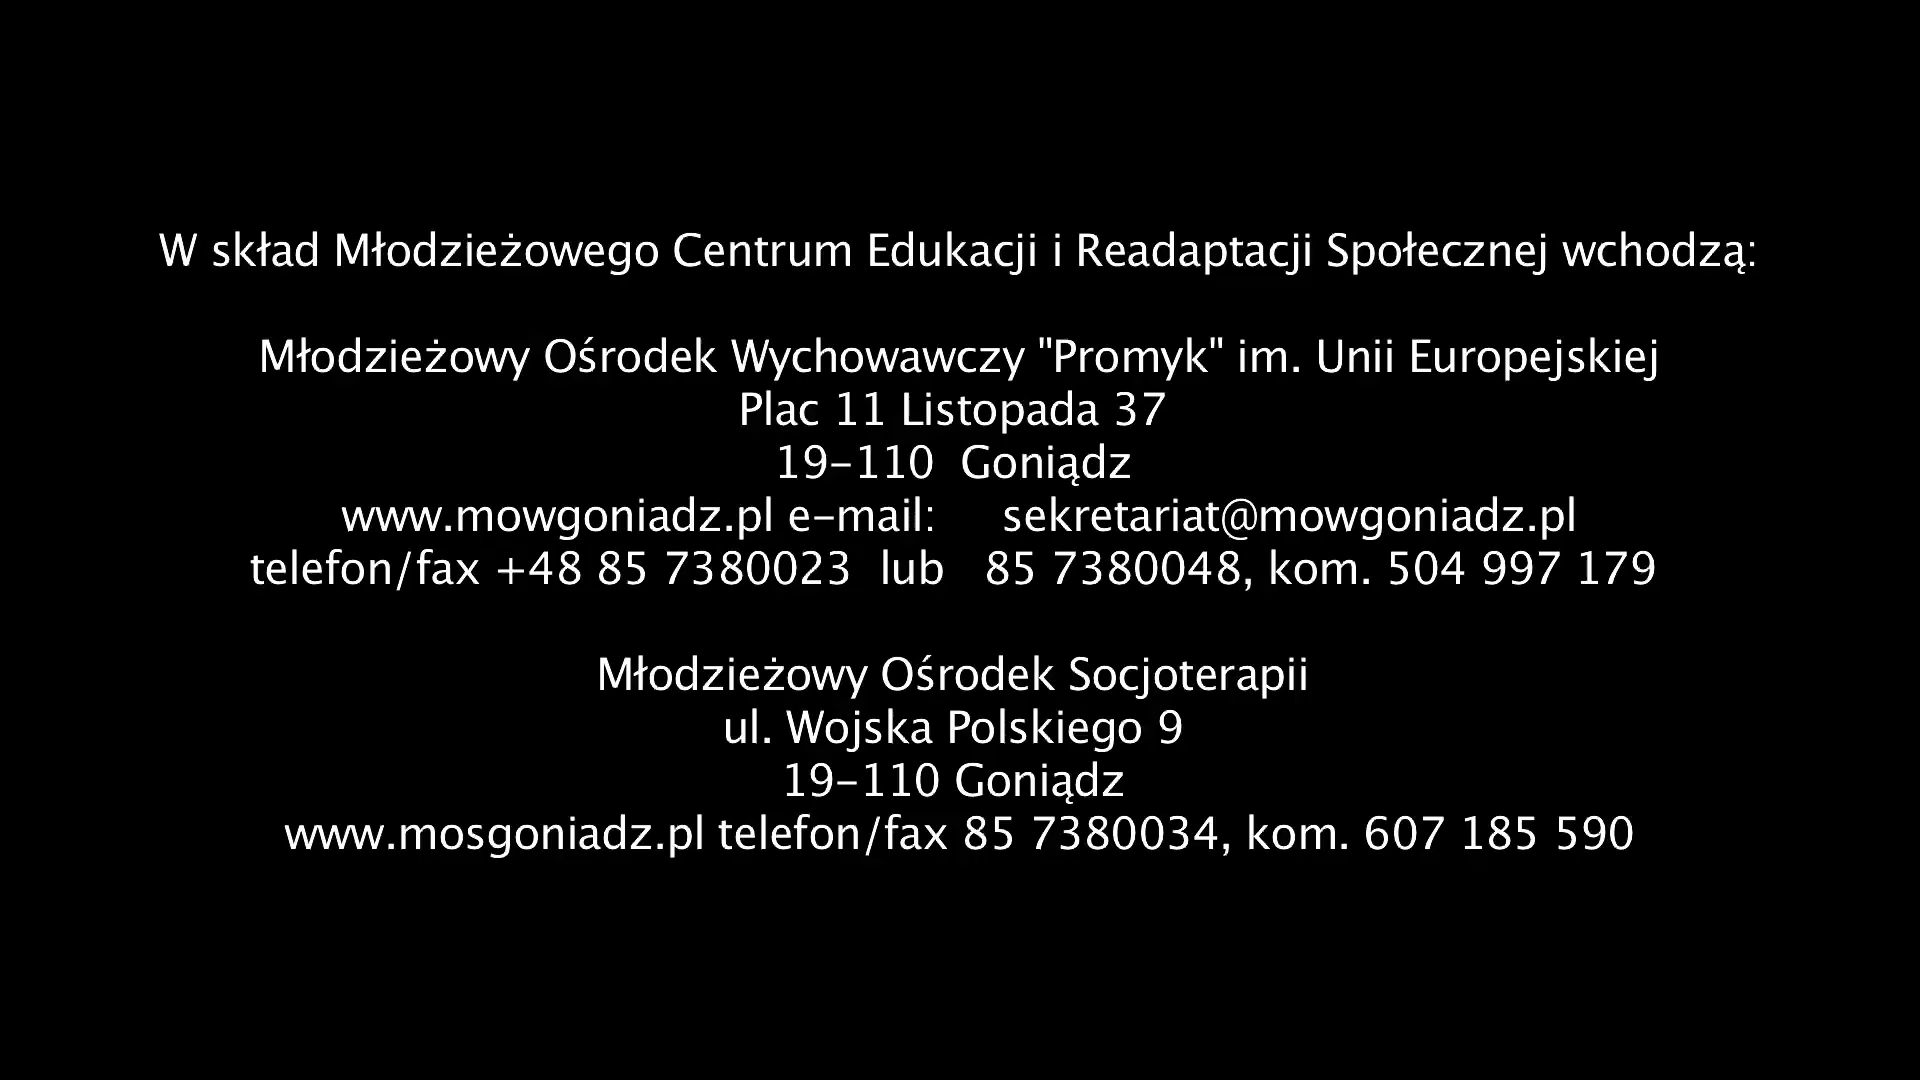 W skład Młodzieżowego Centrum Edukacji i Readaptacji Społecznej wchodzą:
Młodzieżowy Ośrodek Wychowawczy "Promyk" im. Unii Europejskiej
Plac 11 Listopada 37
19-110 Goniądz
www.mowgoniadz.pl e-mail: sekretariat@mowgoniadz.pl
telefon/fax +48 85 7380023 lub 85 7380048, kom. 504 997 179
Młodzieżowy Ośrodek Socjoterapii
ul. Wojska Polskiego 9
19-110 Goniądz
www.mosgoniadz.pl telefon/fax 85 7380034, kom. 607 185 590